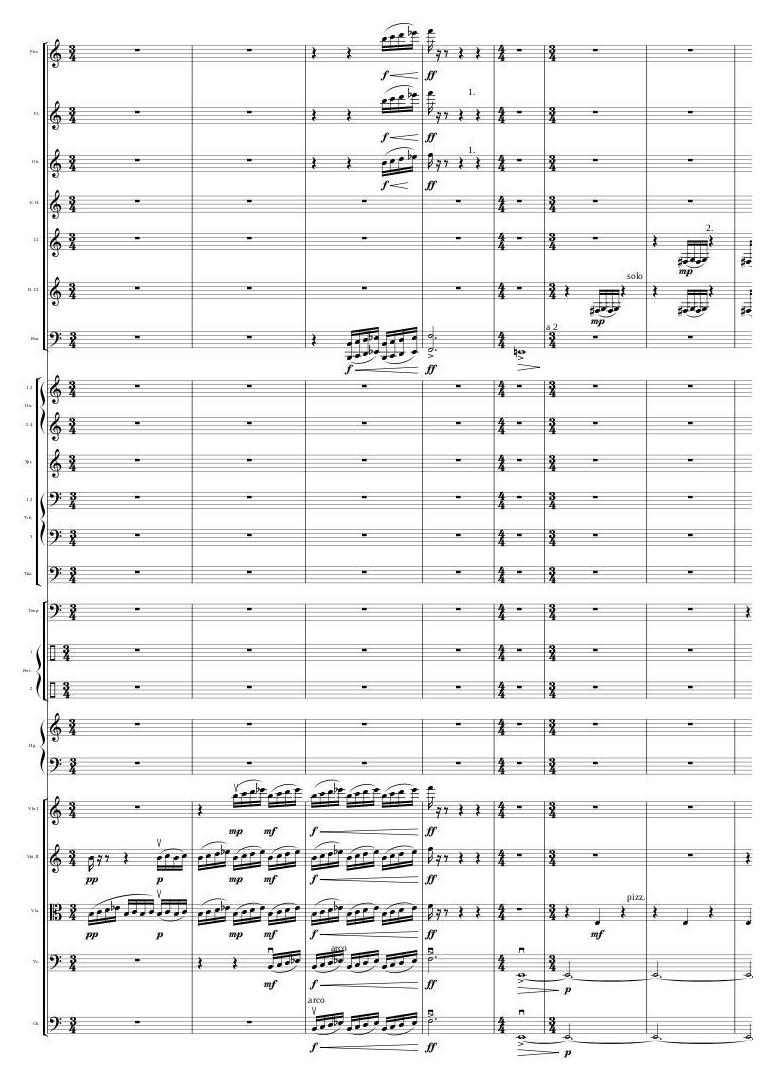 Picc.
f ff
Fl.
1.
f ff
Ob.
1.
f ff
E. H.
Cl.
2.
mp
B. Cl.
solo
mp
Bsn.
a 2
f ff
1 2
Hn.
3 4
Tpt.
1 2
Trb.
3
Tba.
Timp.
1
Perc.
2
Hp.
Vln. I
mp mf f ff
Vln. II
pp p mp mf f ff
Vla.
pizz.
pp p mp mf f ff mf
Vc.
arco
mf f ff p
Cb.
arco
f ff p